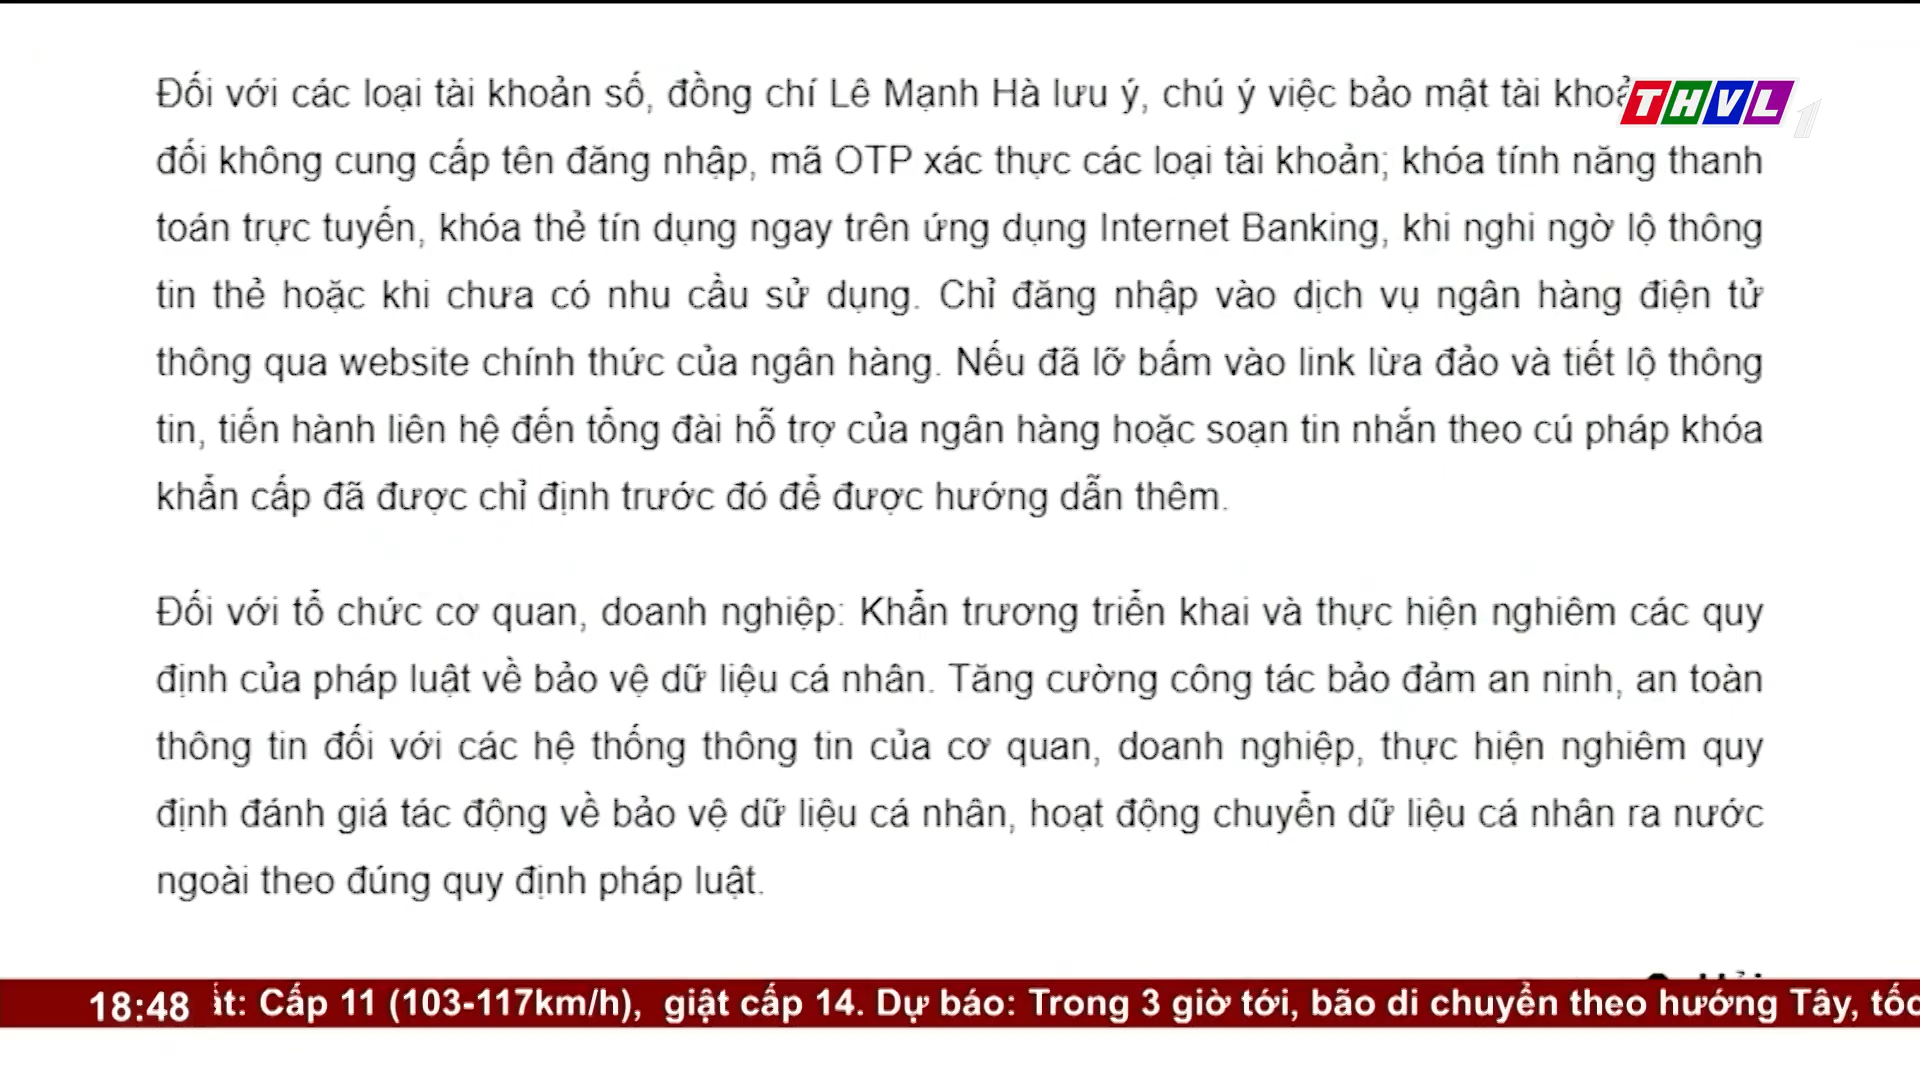 Đối với các loại tài khoản số, đồng chí Lê Mạnh Hà lưu ý, chú ý việc bảo mật tài
THVL 1
đối không cung cấp tên đăng nhập, mã OTP xác thực các loại tài khoản; khóa tính năng thanh
toán trực tuyến, khóa thẻ tín dụng ngay trên ứng dụng Internet Banking, khi nghi ngờ lộ thông
tin thẻ hoặc khi chưa có nhu cầu sử dụng. Chỉ đăng nhập vào dịch vụ ngân hàng điện tử
thông qua website chính thức của ngân hàng. Nếu đã lỡ bấm vào link lừa đảo và tiết lộ thông
tin, tiến hành liên hệ đến tổng đài hỗ trợ của ngân hàng hoặc soạn tin nhắn theo cú pháp khóa
khẩn cấp đã được chỉ định trước đó để được hướng dẫn thêm.
Đối với tổ chức cơ quan, doanh nghiệp: Khẩn trương triển khai và thực hiện nghiêm các quy
định của pháp luật về bảo vệ dữ liệu cá nhân. Tăng cường công tác bảo đảm an ninh, an toàn
thông tin đối với các hệ thống thông tin của cơ quan, doanh nghiệp, thực hiện nghiêm quy
định đánh giá tác động về bảo vệ dữ liệu cá nhân, hoạt động chuyển dữ liệu cá nhân ra nước
ngoài theo đúng quy định pháp luật.
18:48 Cấp 11 (103-117km/h), giật cấp 14. Dự báo: Trong 3 giờ tới, bão di chuyển theo hướng Tây, tốc